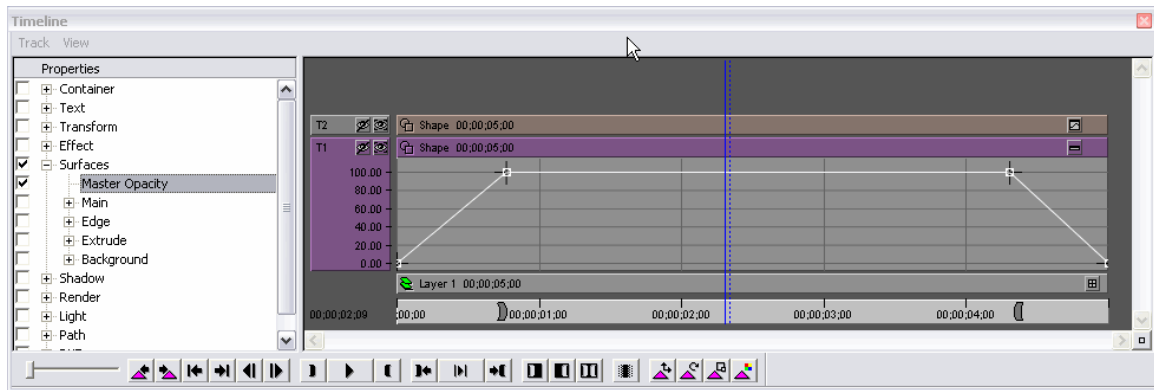 Timeline
Track View
Properties
Container
Text
Transform
Effect
Surfaces
Master Opacity
Main
Edge
Extrude
Background
Shadow
Render
Light
Path
T2 Shape 00;00;05;00
T1 Shape 00;00;05;00
100.00
80.00
60.00
40.00
20.00
0.00
Layer 1 00;00;05;00
00;00;02;09 :00;00 00;00;01;00 00;00;02;00 00;00;03;00 00;00;04;00